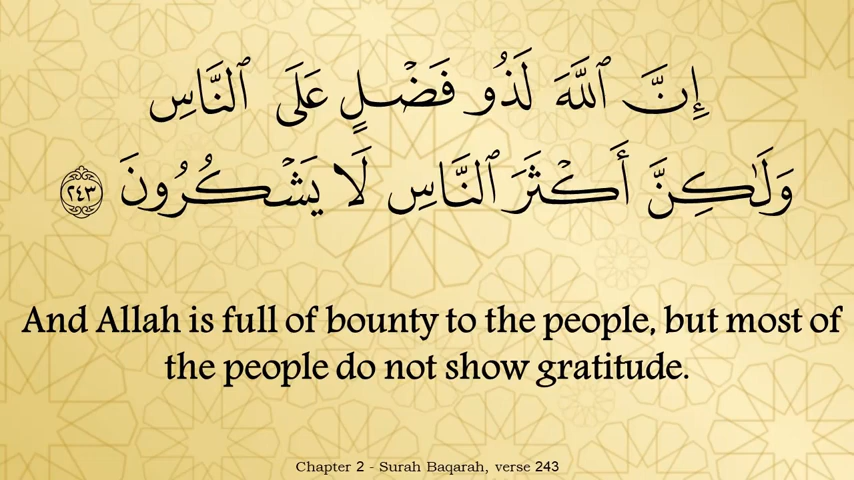 إِنَّ ٱللَّهَ لَذُو فَضْلٍ عَلَى ٱلنَّاسِ
وَلَـٰكِنَّ أَكْثَرَ ٱلنَّاسِ لَا يَشْكُرُونَ ٢٤٣
And Allah is full of bounty to the people, but most of
the people do not show gratitude.
Chapter 2 - Surah Baqarah, verse 243